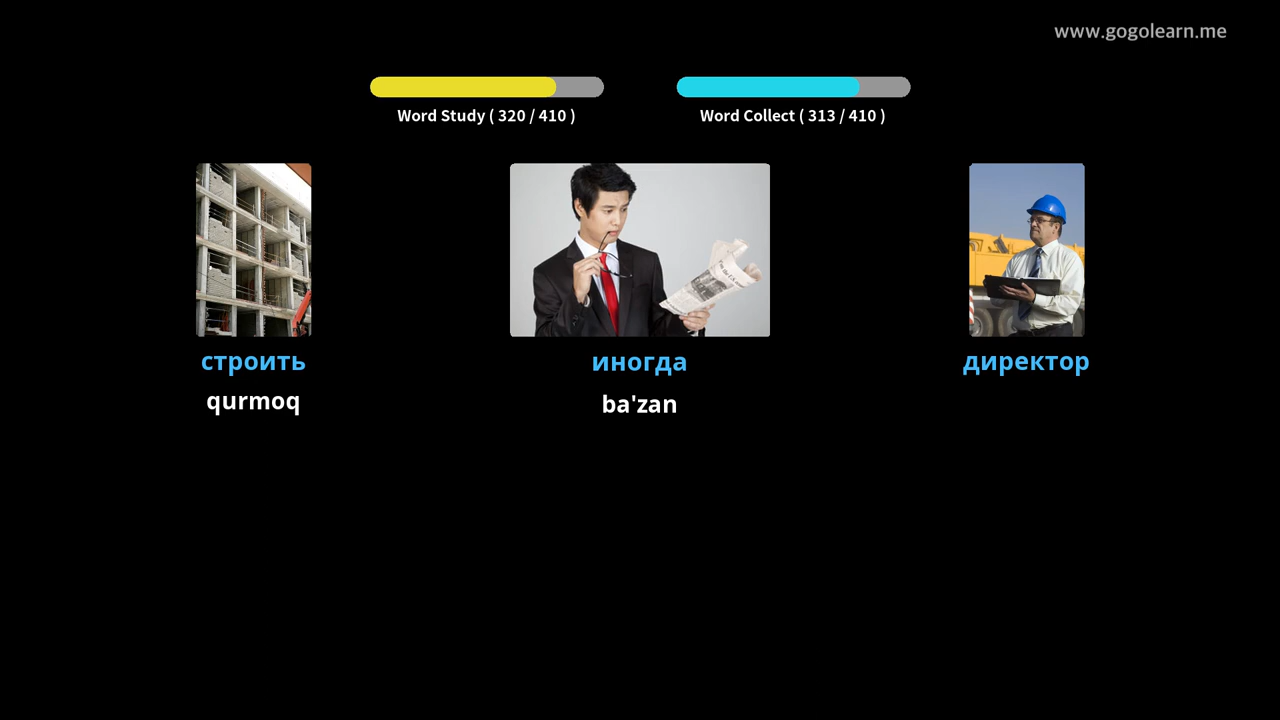 www.gogolearn.me
Word Study ( 320 / 410 )
Word Collect ( 313 / 410 )
строить
иногда
директор
qurmoq
ba'zan